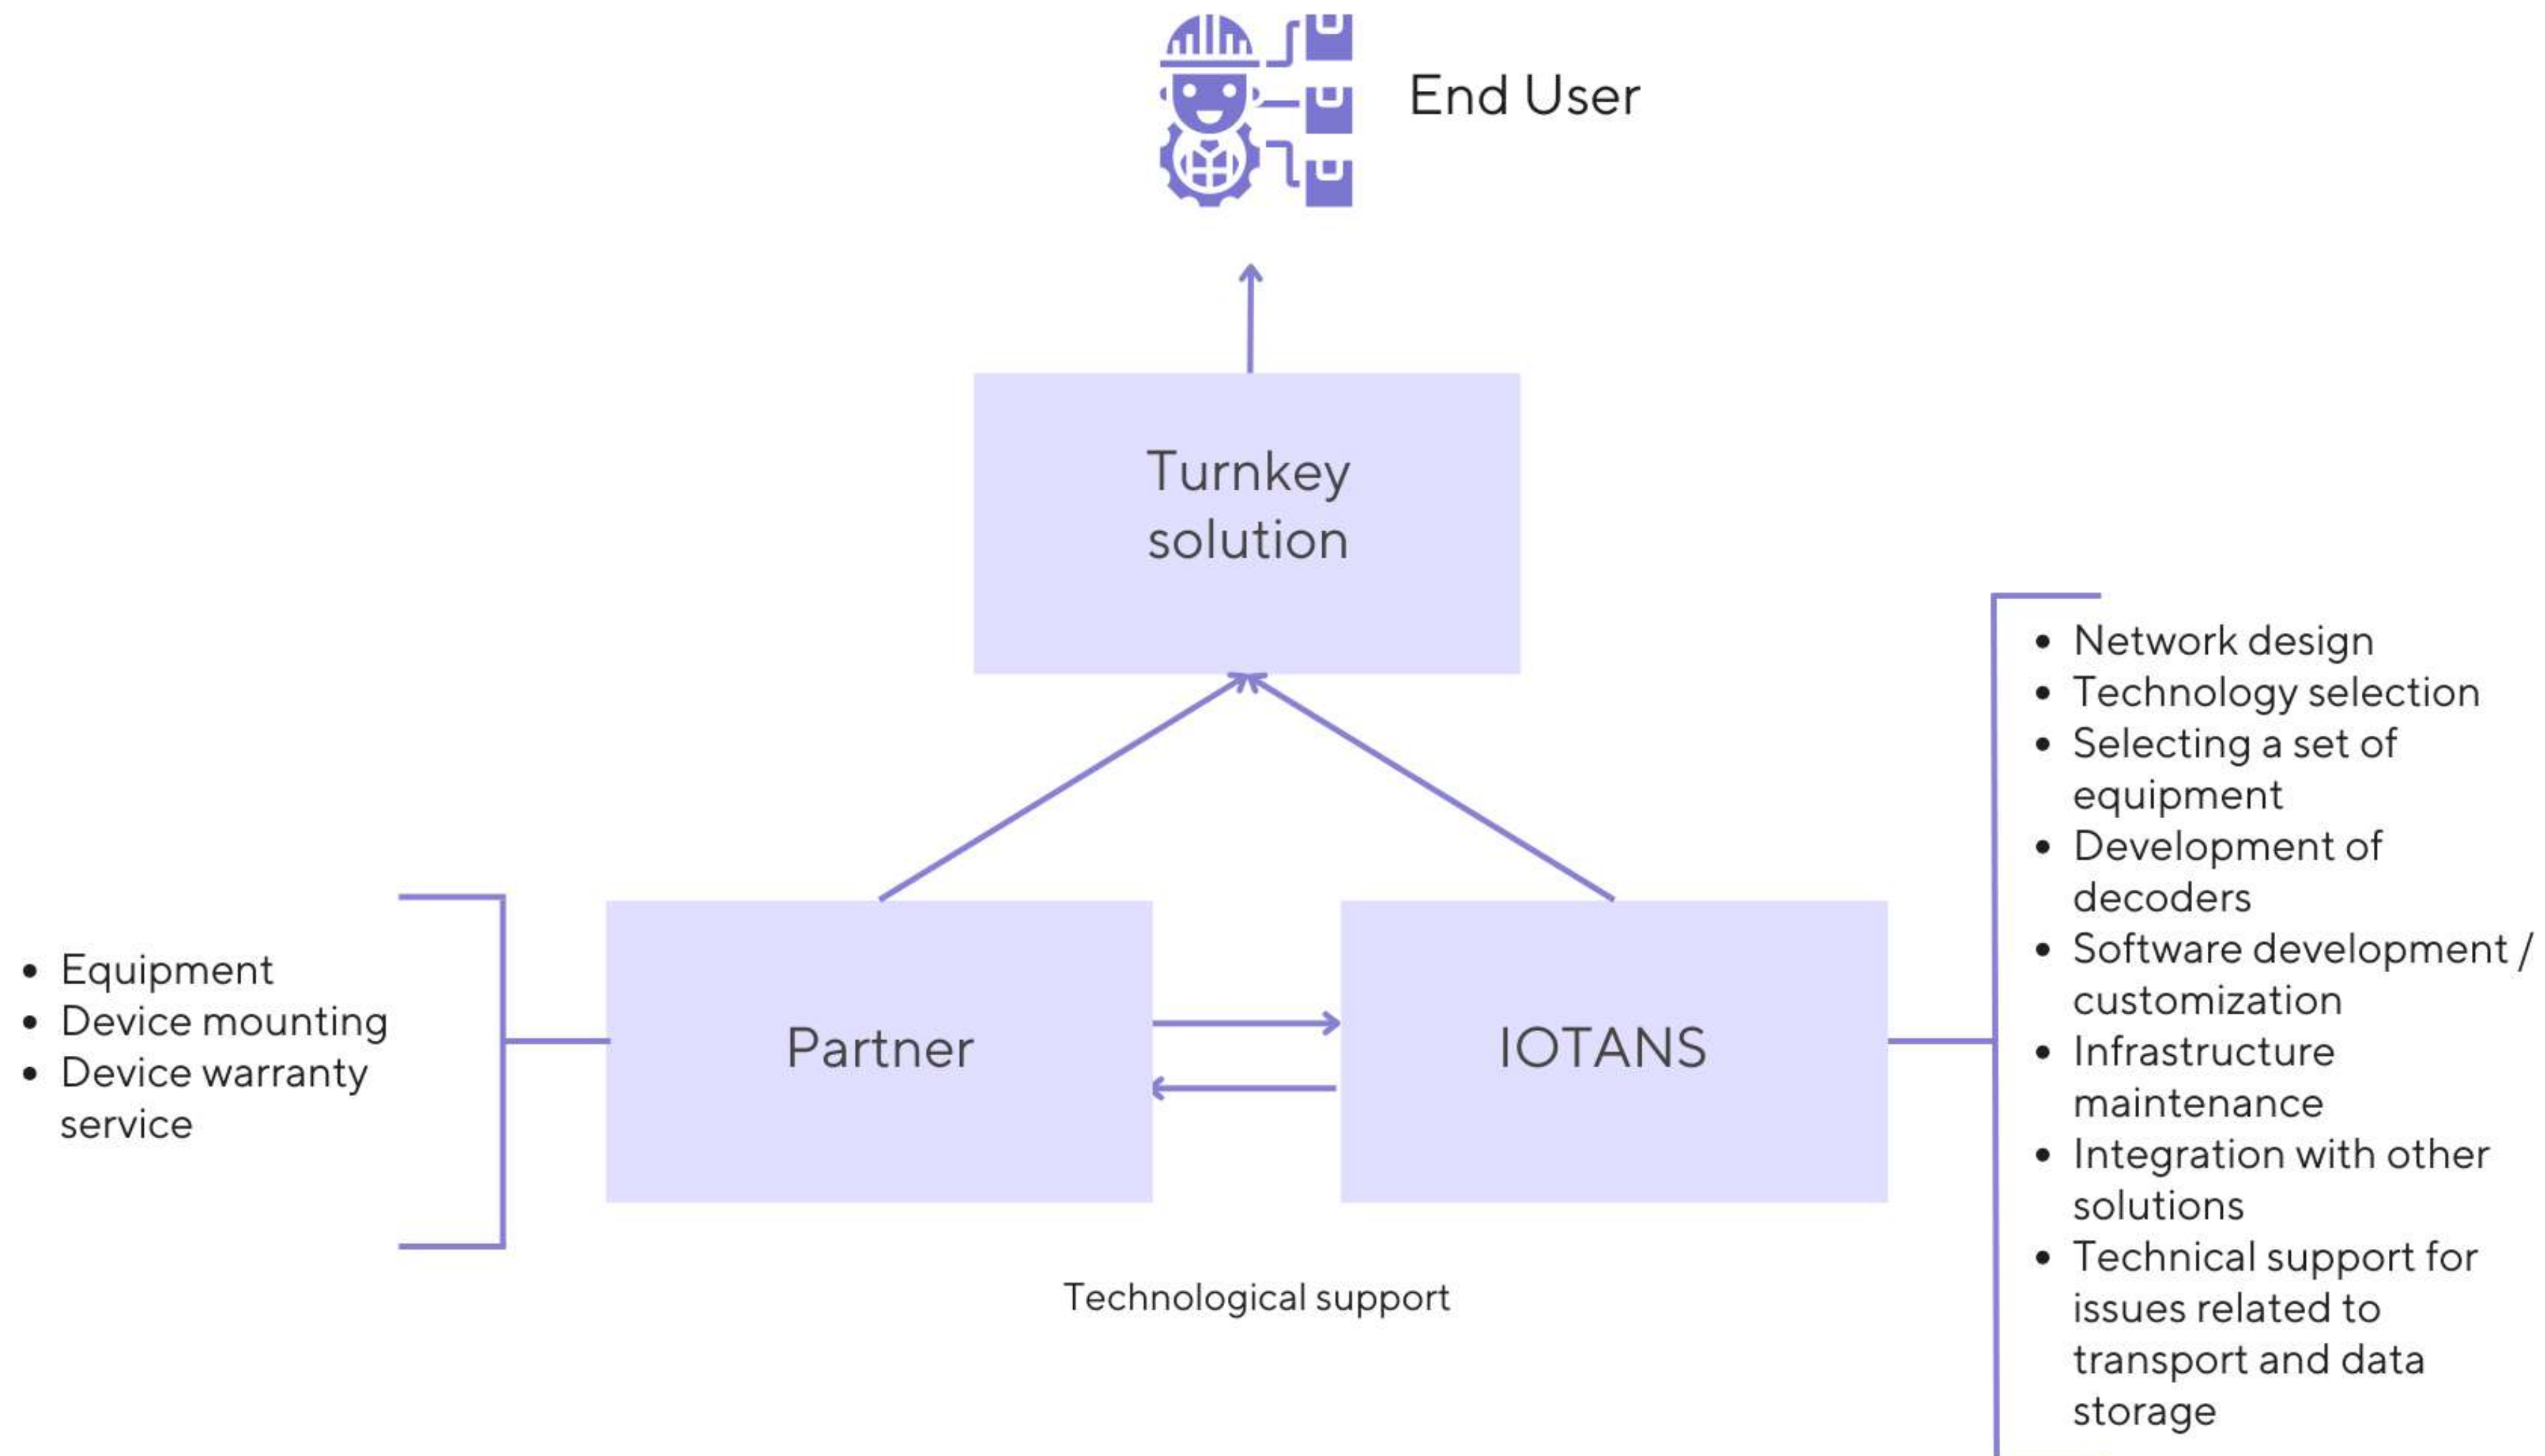 End User
Turnkey
solution
• Network design
• Technology selection
• Selecting a set of
equipment
• Development of
decoders
• Software development /
customization
• Infrastructure
maintenance
• Integration with other
solutions
• Technical support for
issues related to
transport and data
storage
• Equipment
• Device mounting
• Device warranty
service
Partner
IOTANS
Technological support